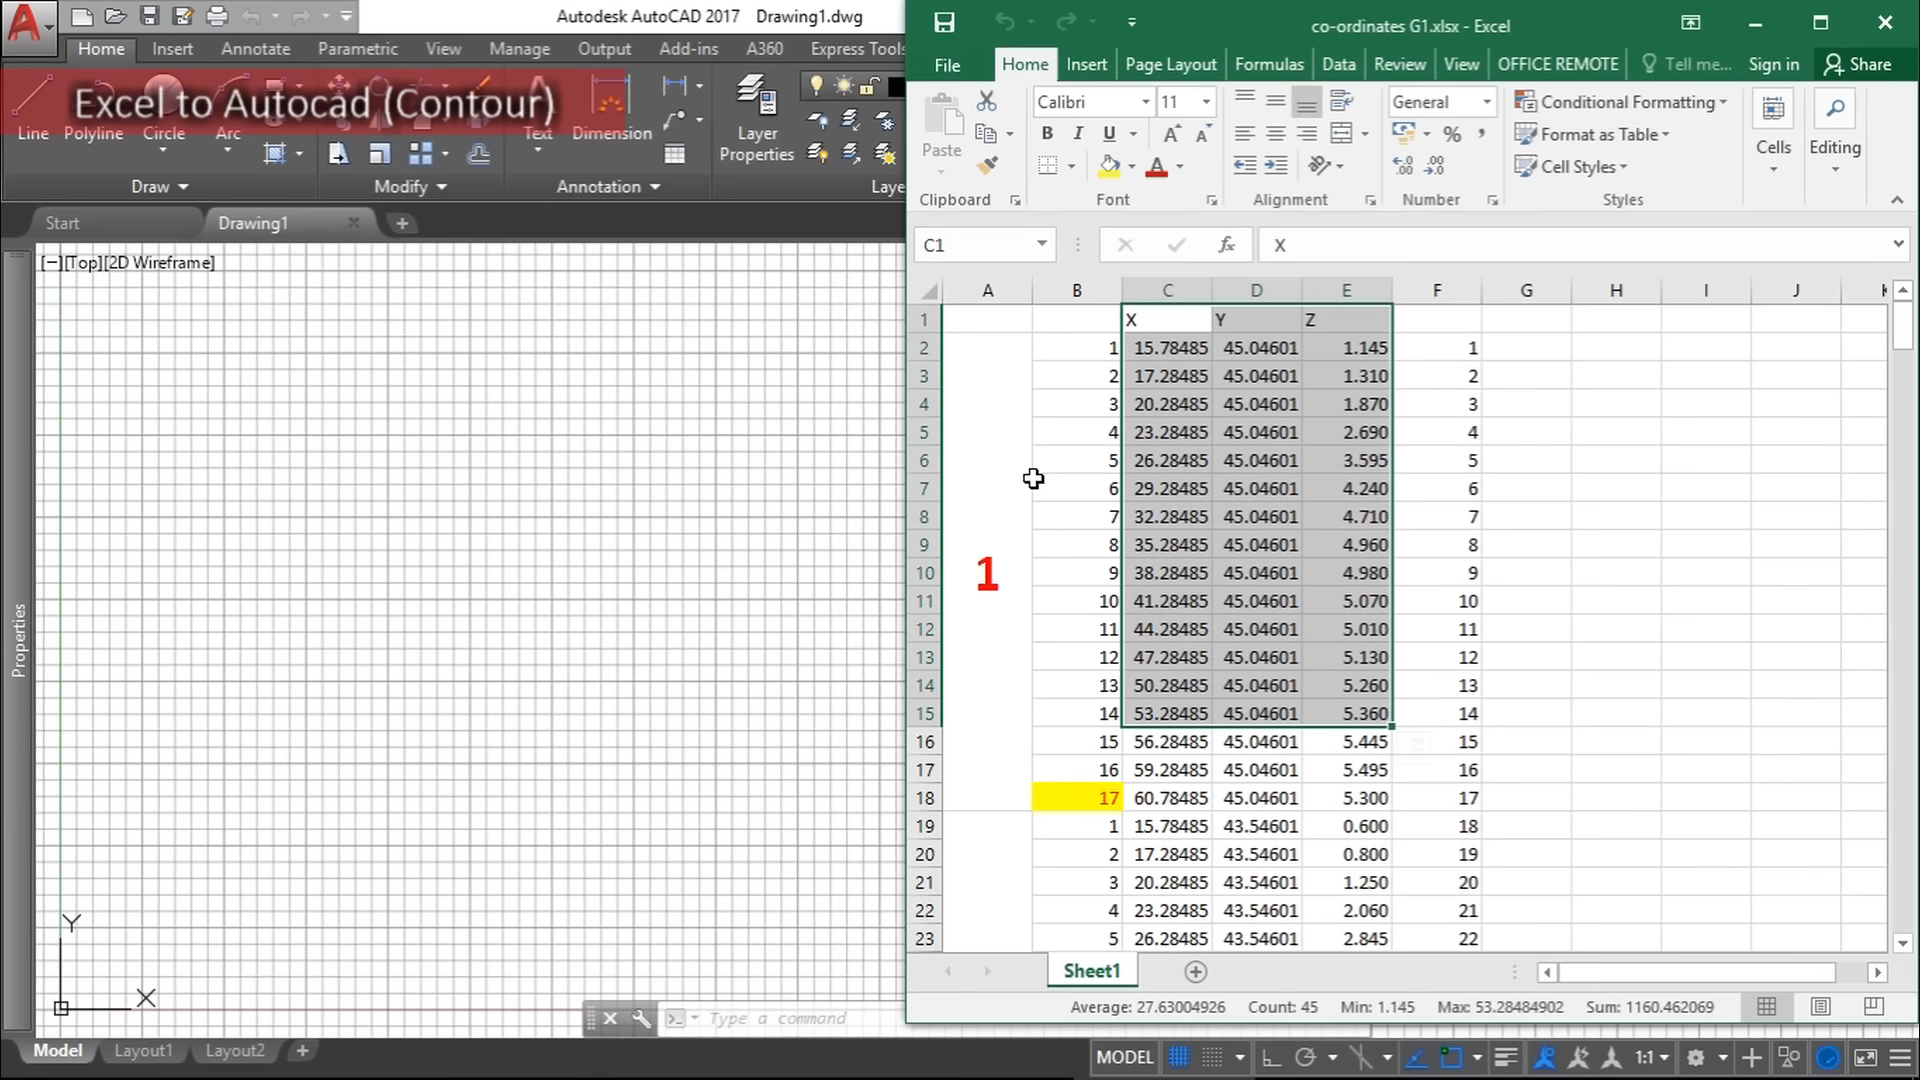 Autodesk AutoCAD 2017 Drawing1.dwg
Home Insert Annotate Parametric View Manage Output Add-ins A360 Express Tools
Excel to Autocad (Contour)
Line Polyline Circle Arc Text Dimension
Layer
Properties
Draw Modify Annotation Laye
Start Drawing1
[−][Top][2D Wireframe]
Properties
Y
X
Type a command
Model Layout1 Layout2
co-ordinates G1.xlsx - Excel
File Home Insert Page Layout Formulas Data Review View OFFICE REMOTE Tell me... Sign in Share
Paste
Calibri 11
B I U
General
Conditional Formatting
Format as Table
Cell Styles
Cells
Editing
Clipboard Font Alignment Number Styles
C1 fx X
A B C D E F G H I J K
1 X Y Z
2 1 15.78485 45.04601 1.145 1
3 2 17.28485 45.04601 1.310 2
4 3 20.28485 45.04601 1.870 3
5 4 23.28485 45.04601 2.690 4
6 5 26.28485 45.04601 3.595 5
7 6 29.28485 45.04601 4.240 6
8 7 32.28485 45.04601 4.710 7
9 8 35.28485 45.04601 4.960 8
10 1 9 38.28485 45.04601 4.980 9
11 10 41.28485 45.04601 5.070 10
12 11 44.28485 45.04601 5.010 11
13 12 47.28485 45.04601 5.130 12
14 13 50.28485 45.04601 5.260 13
15 14 53.28485 45.04601 5.360 14
16 15 56.28485 45.04601 5.445 15
17 16 59.28485 45.04601 5.495 16
18 17 60.78485 45.04601 5.300 17
19 1 15.78485 43.54601 0.600 18
20 2 17.28485 43.54601 0.800 19
21 3 20.28485 43.54601 1.250 20
22 4 23.28485 43.54601 2.060 21
23 5 26.28485 43.54601 2.845 22
Sheet1
Average: 27.63004926 Count: 45 Min: 1.145 Max: 53.28484902 Sum: 1160.462069
MODEL 1:1